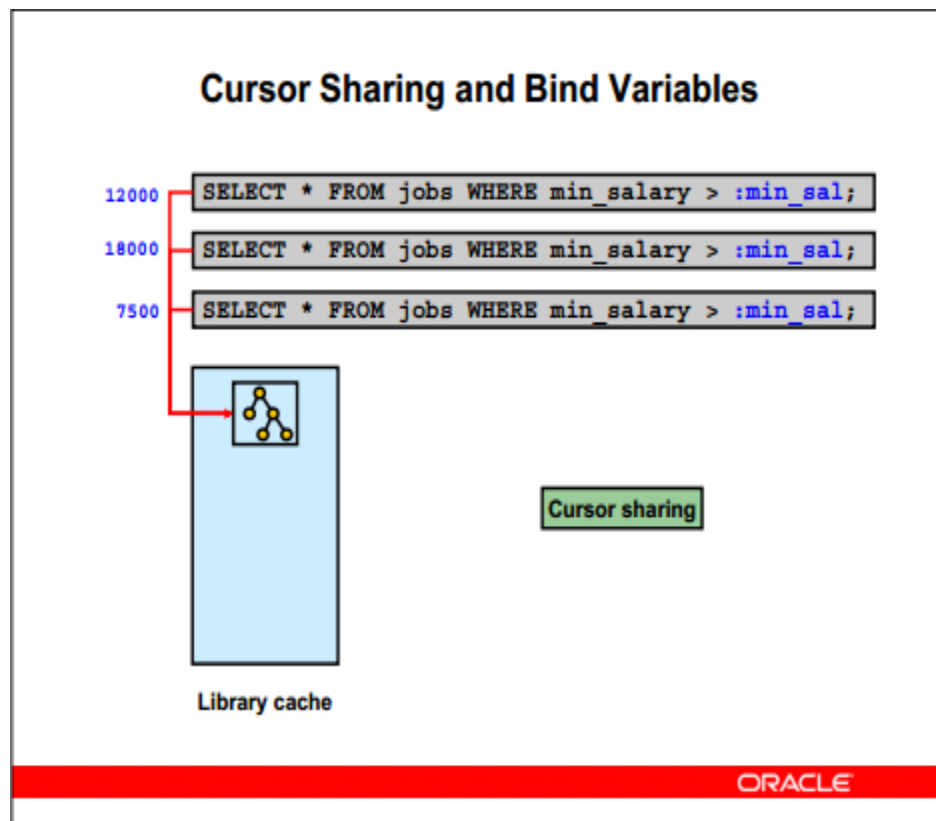 Cursor Sharing and Bind Variables
12000 SELECT * FROM jobs WHERE min_salary > :min_sal;
18000 SELECT * FROM jobs WHERE min_salary > :min_sal;
7500 SELECT * FROM jobs WHERE min_salary > :min_sal;
Cursor sharing
Library cache
ORACLE